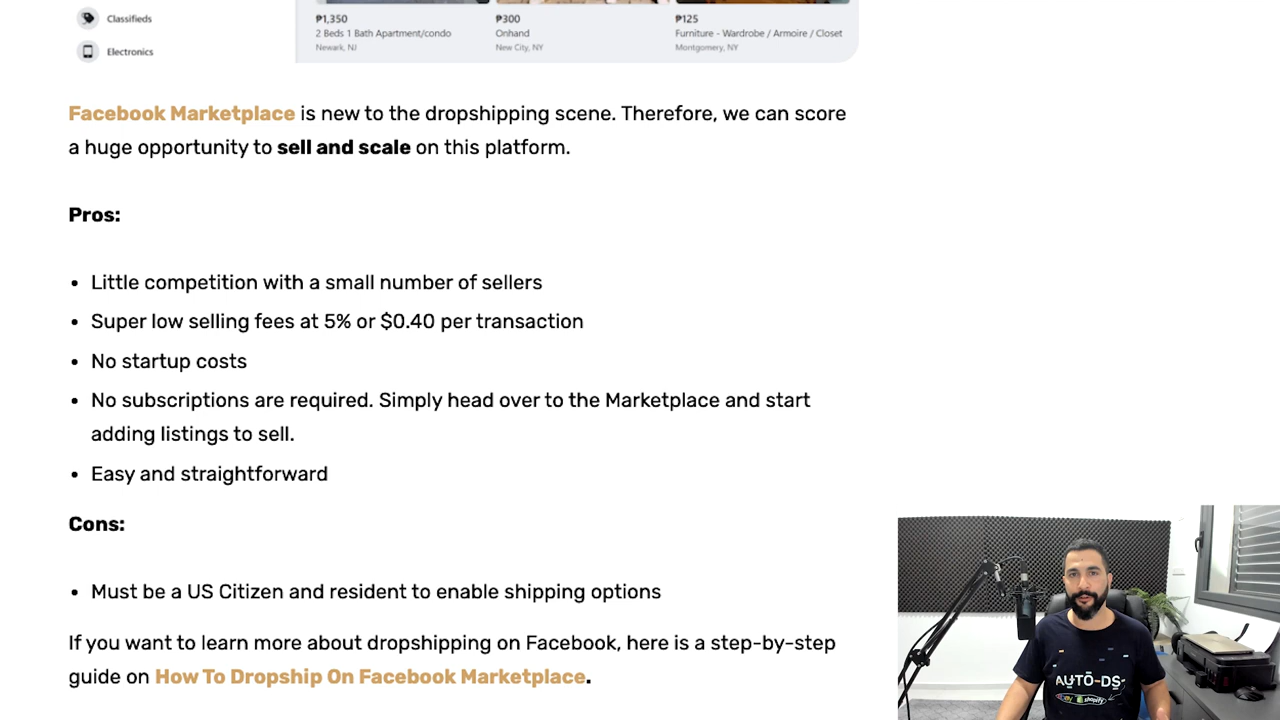 Classifieds
Electronics
₱1,350
2 Beds 1 Bath Apartment/condo
Newark, NJ
₱300
Onhand
New City, NY
₱125
Furniture - Wardrobe / Armoire / Closet
Montgomery, NY
Facebook Marketplace is new to the dropshipping scene. Therefore, we can score
a huge opportunity to sell and scale on this platform.
Pros:
• Little competition with a small number of sellers
• Super low selling fees at 5% or $0.40 per transaction
• No startup costs
• No subscriptions are required. Simply head over to the Marketplace and start
adding listings to sell.
• Easy and straightforward
Cons:
• Must be a US Citizen and resident to enable shipping options
If you want to learn more about dropshipping on Facebook, here is a step-by-step
guide on How To Dropship On Facebook Marketplace.
AUTO-DS
ebay shopify